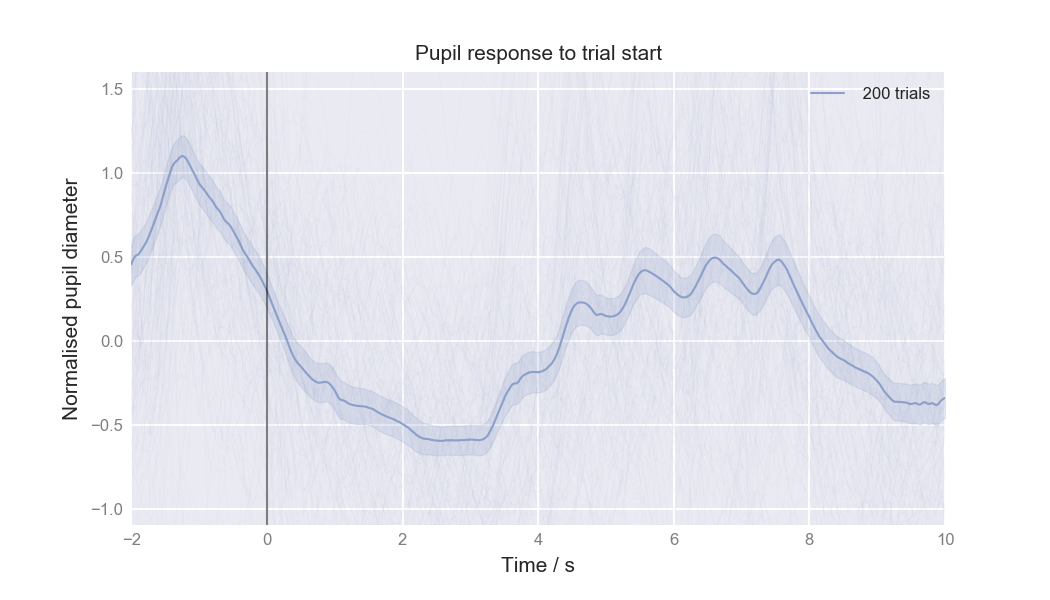 Pupil response to trial start
200 trials
Normalised pupil diameter
1.5
1.0
0.5
0.0
−0.5
−1.0
−2 0 2 4 6 8 10
Time / s